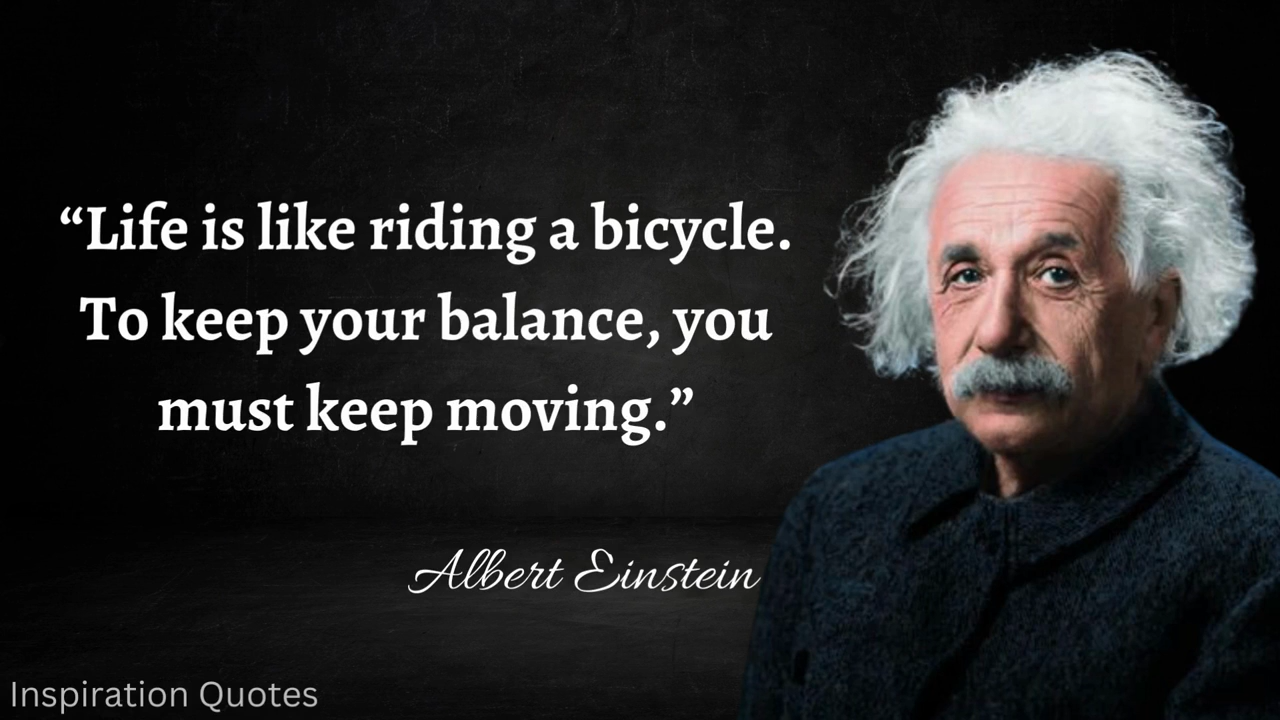 “Life is like riding a bicycle.
To keep your balance, you
must keep moving.”
Albert Einstein
Inspiration Quotes